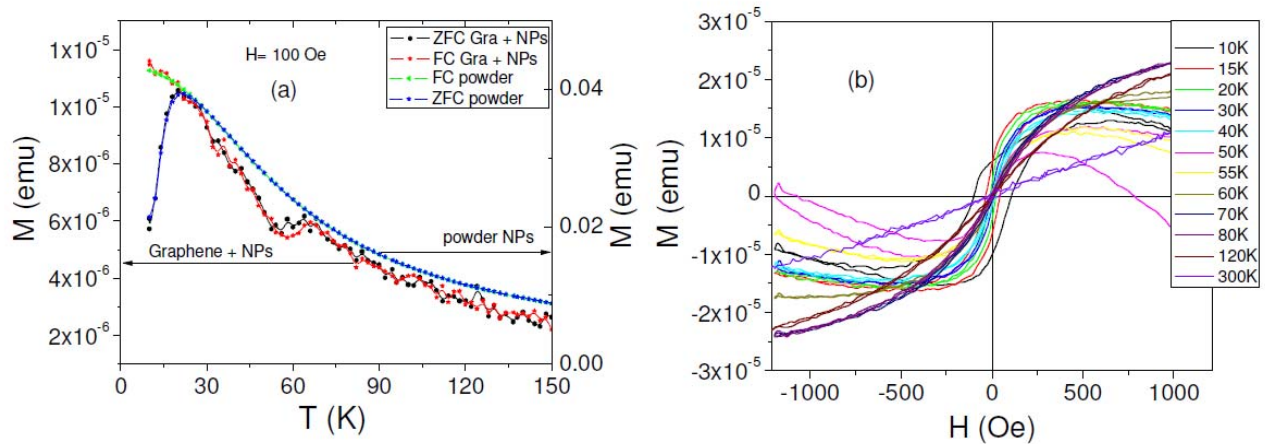 H= 100 Oe
(a)
ZFC Gra + NPs
FC Gra + NPs
FC powder
ZFC powder
1x10⁻⁵
1x10⁻⁵
8x10⁻⁶
6x10⁻⁶
4x10⁻⁶
2x10⁻⁶
M (emu)
Graphene + NPs
powder NPs
0.04
0.02
0.00
M (emu)
0 30 60 90 120 150
T (K)
(b)
3x10⁻⁵
2x10⁻⁵
1x10⁻⁵
0
-1x10⁻⁵
-2x10⁻⁵
-3x10⁻⁵
M (emu)
-1000 -500 0 500 1000
H (Oe)
10K
15K
20K
30K
40K
50K
55K
60K
70K
80K
120K
300K